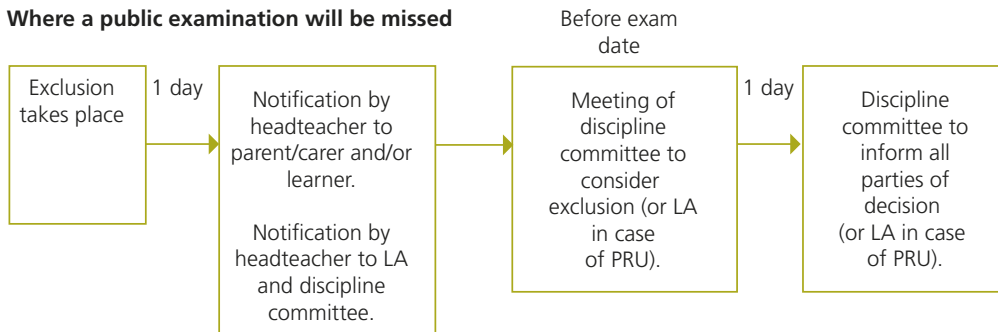 Where a public examination will be missed
Before exam
date
Exclusion
takes place
1 day
Notification by
headteacher to
parent/carer and/or
learner.
Notification by
headteacher to LA
and discipline
committee.
Meeting of
discipline
committee to
consider
exclusion (or LA
in case
of PRU).
1 day
Discipline
committee to
inform all
parties of
decision
(or LA in case
of PRU).